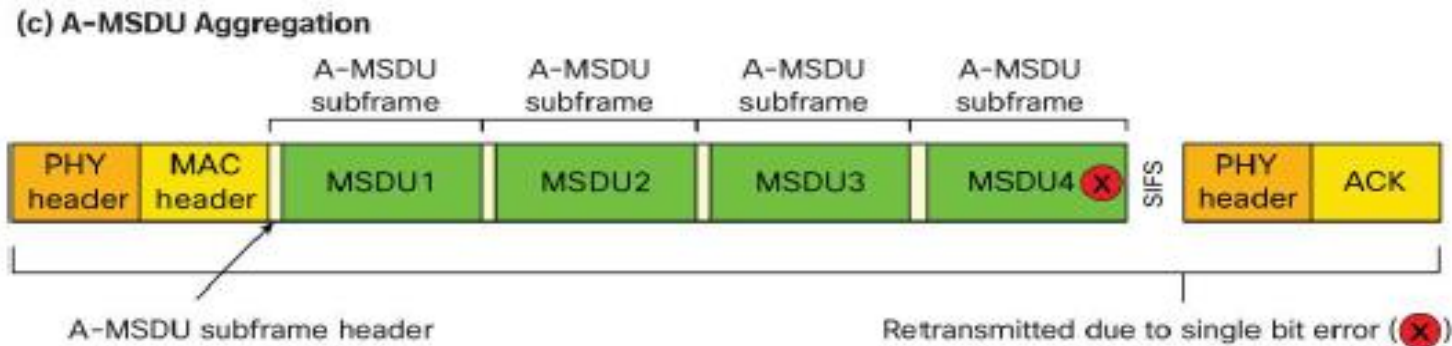 (c) A-MSDU Aggregation
A-MSDU subframe
A-MSDU subframe
A-MSDU subframe
A-MSDU subframe
PHY header
MAC header
MSDU1
MSDU2
MSDU3
MSDU4
X
SIFS
PHY header
ACK
A-MSDU subframe header
Retransmitted due to single bit error (X)